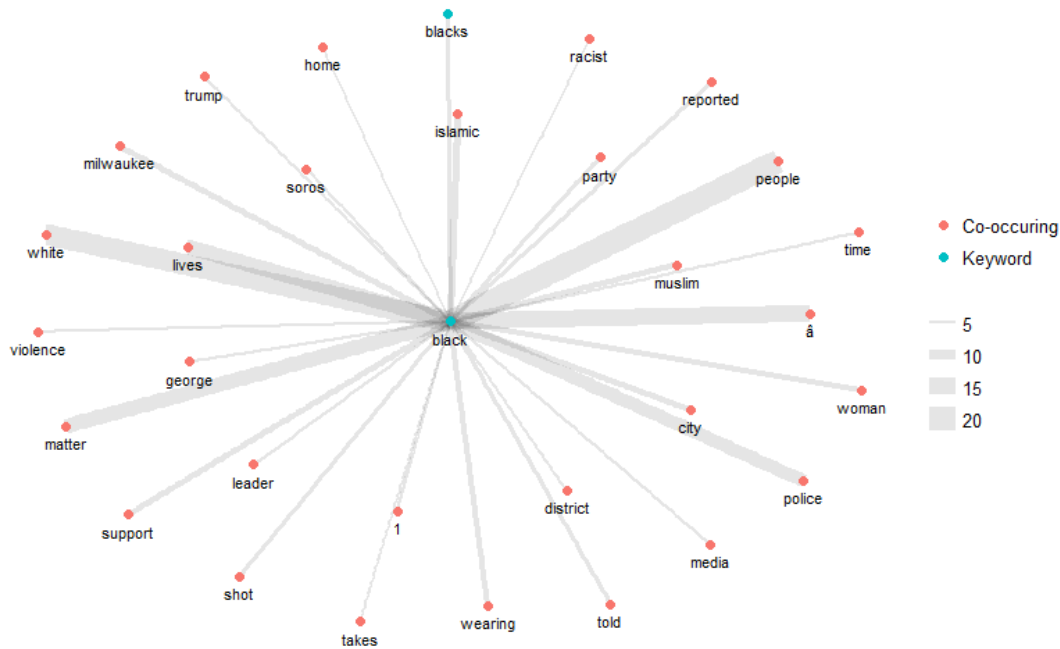 blacks
racist
home
trump
reported
islamic
milwaukee
party
people
soros
white
lives
time
muslim
Co-occuring
Keyword
violence
black
â
5
george
10
15
woman
matter
city
20
leader
police
support
district
1
media
shot
wearing
told
takes